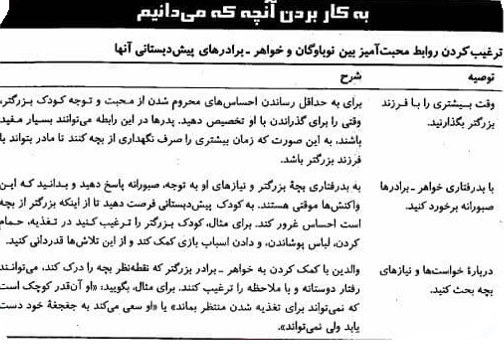 به کار بردن آنچه که می‌دانیم
ترغیب کردن روابط محبت‌آمیز بین نوباوگان و خواهر ـ برادرهای پیش‌دبستانی آنها
توصیه
شرح
وقت بیشتری را با فرزند
بزرگتر بگذارنید.
برای به حداقل رساندن احساس‌های محروم شدن از محبت و توجه کودک بزرگتر،
وقتی را برای گذراندن با او تخصیص دهید. پدرها در این رابطه می‌توانند بسیار مفید
باشند، به این صورت که زمان بیشتری را صرف نگهداری از بچه کنند تا مادر بتواند با
فرزند بزرگتر باشد.
با بدرفتاری خواهر ـ برادرها
صبورانه برخورد کنید.
به بدرفتاری بچهٔ بزرگتر و نیازهای او به توجه، صبورانه پاسخ دهید و بدانید که این
واکنش‌ها موقتی هستند. به کودک پیش‌دبستانی فرصت دهید تا از اینکه بزرگتر از بچه
است احساس غرور کند. برای مثال، کودک بزرگتر را ترغیب کنید در تغذیه، حمام
کردن، لباس پوشاندن، و دادن اسباب بازی کمک کند و از این تلاش‌ها قدردانی کنید.
دربارهٔ خواست‌ها و نیازهای
بچه بحث کنید.
والدین با کمک کردن به خواهر ـ برادر بزرگتر که نقطه‌نظر بچه را درک کند، می‌توانند
رفتار دوستانه و با ملاحظه را ترغیب کنند. برای مثال، بگویید: «او آن‌قدر کوچک است
که نمی‌تواند برای تغذیه شدن منتظر بماند» یا «او سعی می‌کند به جغجغهٔ خود دست
یابد ولی نمی‌تواند».